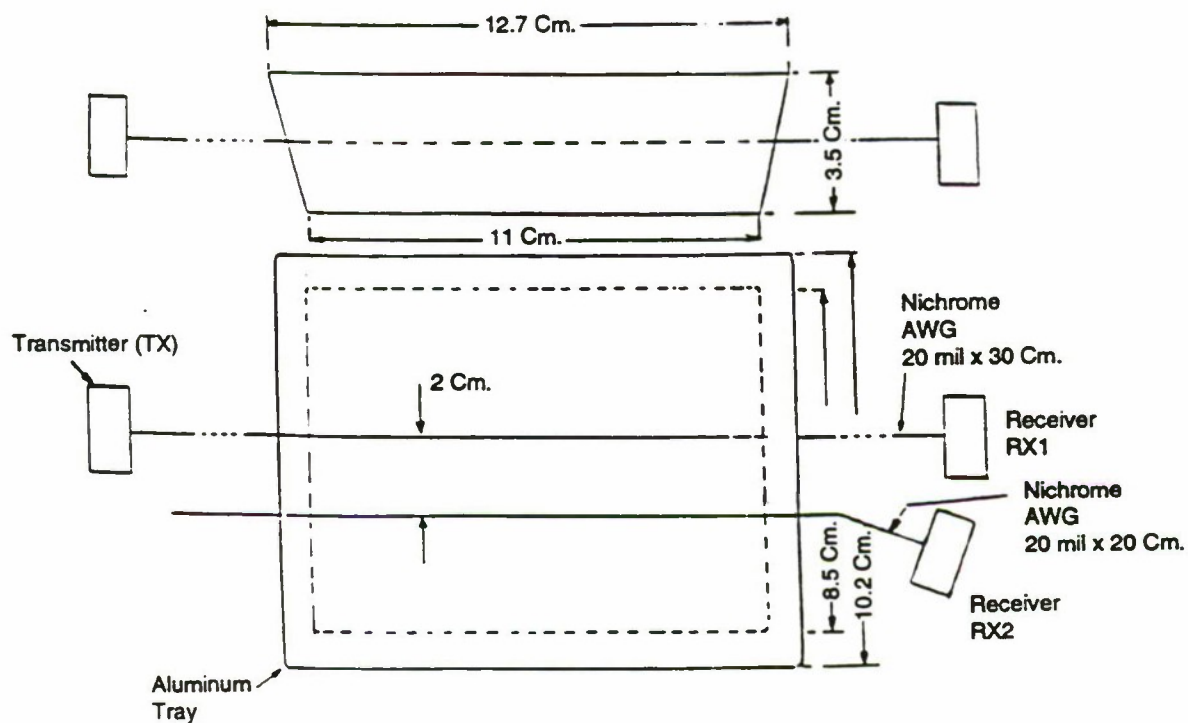 12.7 Cm.
3.5 Cm.
11 Cm.
Nichrome
AWG
20 mil x 30 Cm.
Transmitter (TX)
2 Cm.
Receiver
RX1
Nichrome
AWG
20 mil x 20 Cm.
8.5 Cm.
10.2 Cm.
Receiver
RX2
Aluminum
Tray